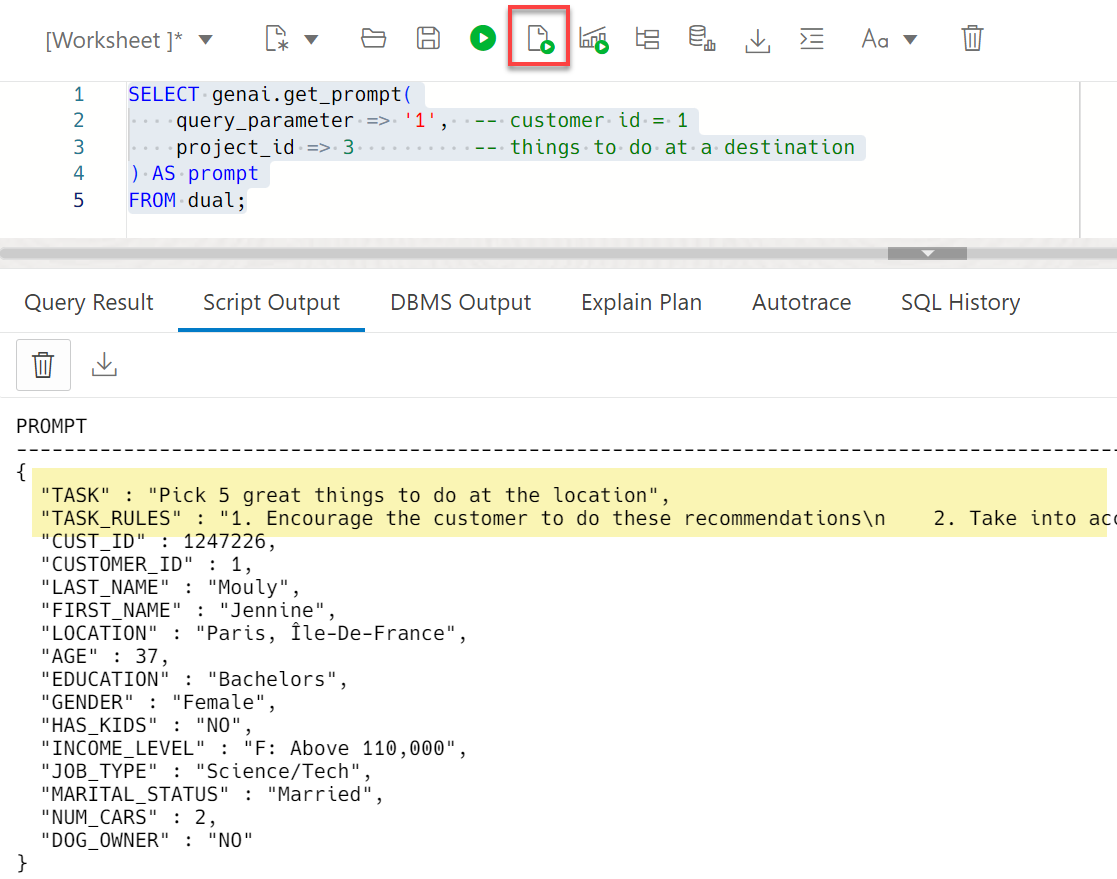 [Worksheet ]*
Aa
1 SELECT genai.get_prompt(
2     query_parameter => '1',  -- customer id = 1
3     project_id => 3          -- things to do at a destination
4 ) AS prompt
5 FROM dual;
Query Result Script Output DBMS Output Explain Plan Autotrace SQL History
PROMPT
--------------------------------------------------------------------------------------------
{
  "TASK" : "Pick 5 great things to do at the location",
  "TASK_RULES" : "1. Encourage the customer to do these recommendations\n    2. Take into
  "CUST_ID" : 1247226,
  "CUSTOMER_ID" : 1,
  "LAST_NAME" : "Mouly",
  "FIRST_NAME" : "Jennine",
  "LOCATION" : "Paris, Île-De-France",
  "AGE" : 37,
  "EDUCATION" : "Bachelors",
  "GENDER" : "Female",
  "HAS_KIDS" : "NO",
  "INCOME_LEVEL" : "F: Above 110,000",
  "JOB_TYPE" : "Science/Tech",
  "MARITAL_STATUS" : "Married",
  "NUM_CARS" : 2,
  "DOG_OWNER" : "NO"
}